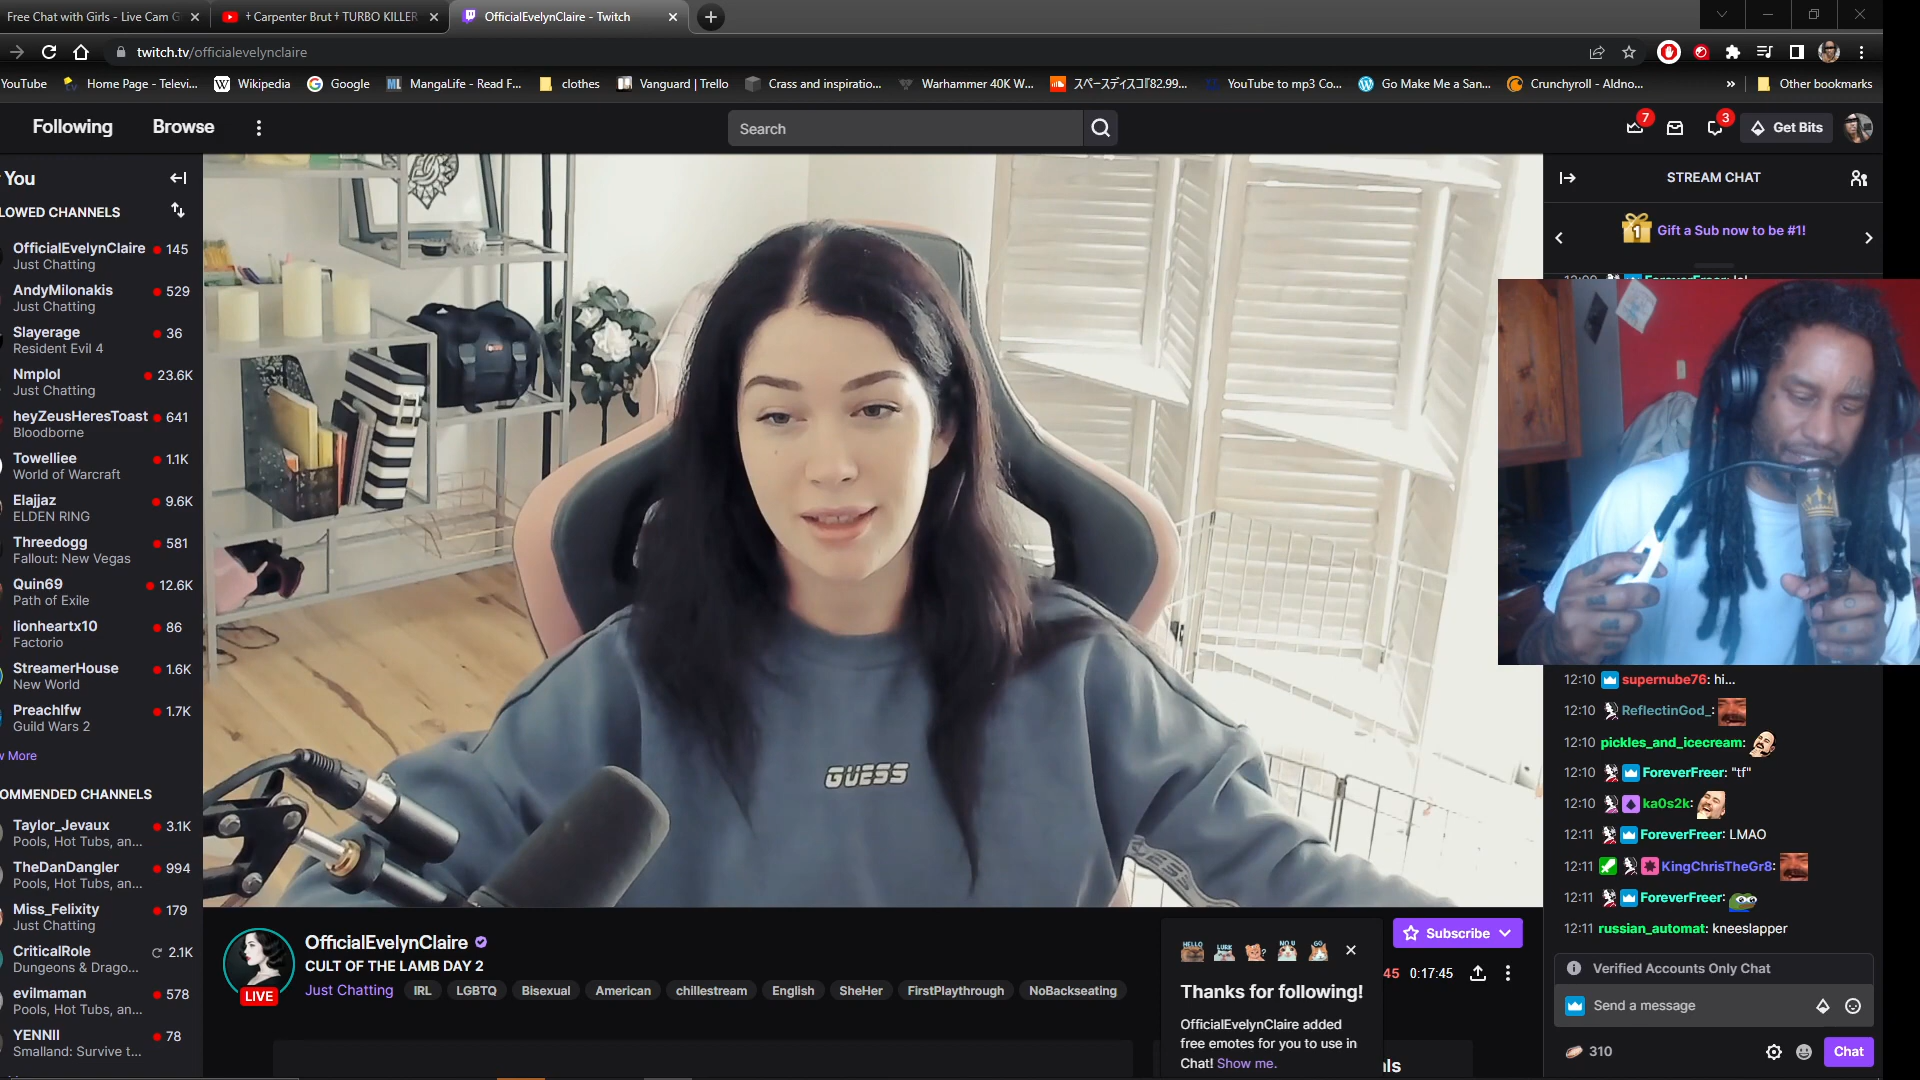 Free Chat with Girls - Live Cam G
† Carpenter Brut † TURBO KILLER
OfficialEvelynClaire - Twitch
twitch.tv/officialevelynclaire
YouTube
Home Page - Televi...
Wikipedia
Google
MangaLife - Read F...
clothes
Vanguard | Trello
Crass and inspiratio...
Warhammer 40K W...
スペースディスコ『82.99...
YouTube to mp3 Co...
Go Make Me a San...
Crunchyroll - Aldno...
»
Other bookmarks
Following
Browse
Search
7
3
Get Bits
You
LOWED CHANNELS
OfficialEvelynClaire 145
Just Chatting
AndyMilonakis 529
Just Chatting
Slayerage 36
Resident Evil 4
Nmplol 23.6K
Just Chatting
heyZeusHeresToast 641
Bloodborne
Towelliee 1.1K
World of Warcraft
Elajjaz 9.6K
ELDEN RING
Threedogg 581
Fallout: New Vegas
Quin69 12.6K
Path of Exile
lionheartx10 86
Factorio
StreamerHouse 1.6K
New World
Preachlfw 1.7K
Guild Wars 2
w More
OMMENDED CHANNELS
Taylor_Jevaux 3.1K
Pools, Hot Tubs, an...
TheDanDangler 994
Pools, Hot Tubs, an...
Miss_Felixity 179
Just Chatting
CriticalRole 2.1K
Dungeons & Drago...
evilmaman 578
Pools, Hot Tubs, an...
YENNII 78
Smalland: Survive t...
GUESS
OfficialEvelynClaire
CULT OF THE LAMB DAY 2
Just Chatting IRL LGBTQ Bisexual American chillestream English SheHer FirstPlaythrough NoBackseating
LIVE
HELLO LURK NO U GO
Thanks for following!
OfficialEvelynClaire added
free emotes for you to use in
Chat! Show me.
Subscribe
45 0:17:45
als
STREAM CHAT
1
Gift a Sub now to be #1!
12:09 ForeverFreer: lol
12:10 supernube76: hi...
12:10 ReflectinGod_:
12:10 pickles_and_icecream:
12:10 ForeverFreer: "tf"
12:10 ka0s2k:
12:11 ForeverFreer: LMAO
12:11 KingChrisTheGr8:
12:11 ForeverFreer:
12:11 russian_automat: kneeslapper
Verified Accounts Only Chat
Send a message
310
Chat